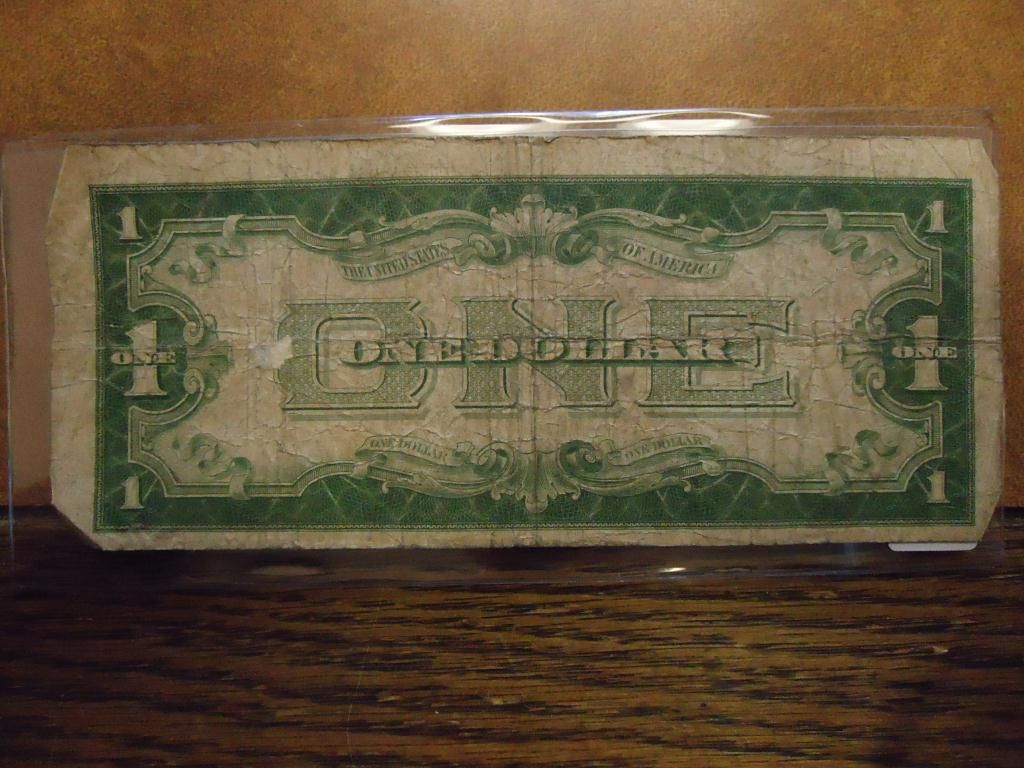 1 1
THE UNITED STATES OF AMERICA
ONE
1 ONE ONE DOLLAR 1 ONE
ONE DOLLAR ONE DOLLAR
1 1